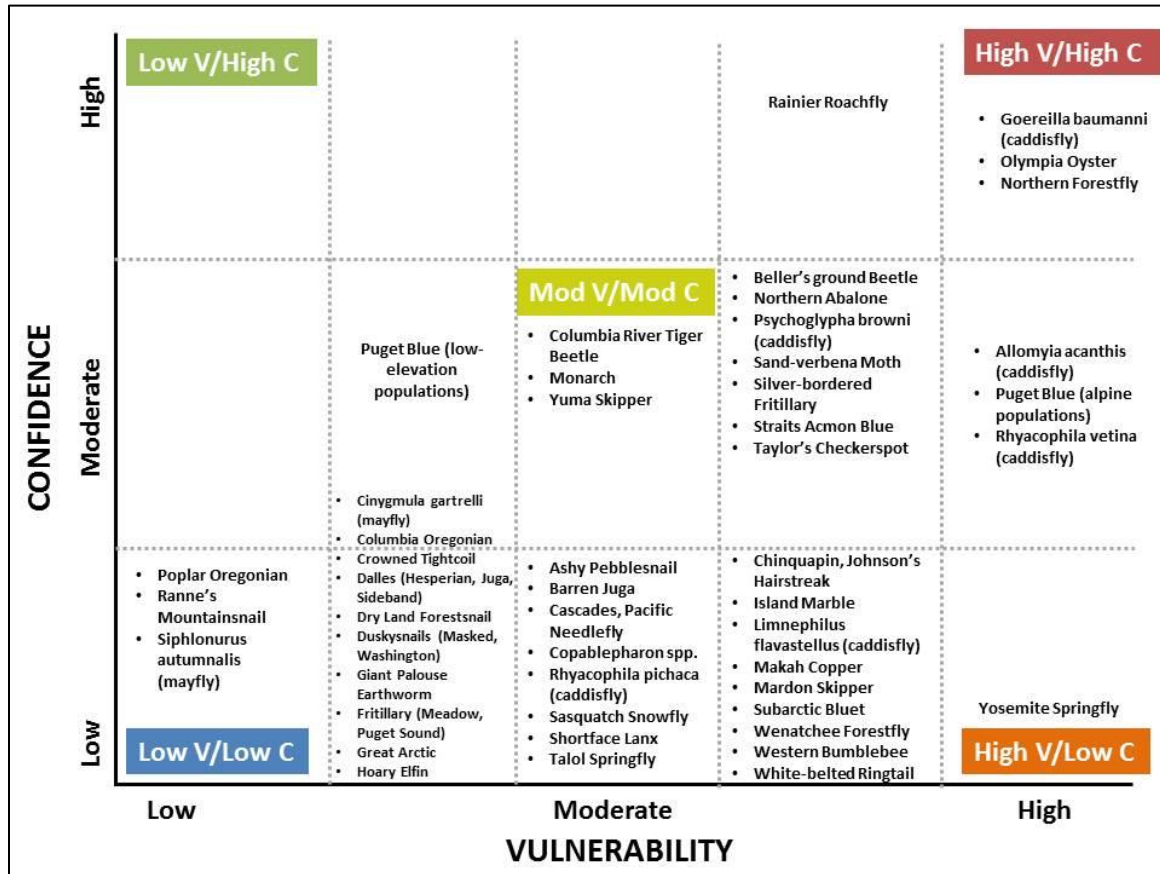 CONFIDENCE
High
Moderate
Low
Low V/High C
High V/High C
Rainier Roachfly
• Goereilla baumanni
(caddisfly)
• Olympia Oyster
• Northern Forestfly
Puget Blue (low-
elevation
populations)
Mod V/Mod C
• Columbia River Tiger
Beetle
• Monarch
• Yuma Skipper
• Beller's ground Beetle
• Northern Abalone
• Psychoglypha browni
(caddisfly)
• Sand-verbena Moth
• Silver-bordered
Fritillary
• Straits Acmon Blue
• Taylor's Checkerspot
• Allomyia acanthis
(caddisfly)
• Puget Blue (alpine
populations)
• Rhyacophila vetina
(caddisfly)
• Poplar Oregonian
• Ranne's
Mountainsnail
• Siphlonurus
autumnalis
(mayfly)
Low V/Low C
• Cinygmula gartrelli
(mayfly)
• Columbia Oregonian
• Crowned Tightcoil
• Dalles (Hesperian, Juga,
Sideband)
• Dry Land Forestsnail
• Duskysnails (Masked,
Washington)
• Giant Palouse
Earthworm
• Fritillary (Meadow,
Puget Sound)
• Great Arctic
• Hoary Elfin
• Ashy Pebblesnail
• Barren Juga
• Cascades, Pacific
Needlefly
• Copablepharon spp.
• Rhyacophila pichaca
(caddisfly)
• Sasquatch Snowfly
• Shortface Lanx
• Talol Springfly
• Chinquapin, Johnson's
Hairstreak
• Island Marble
• Limnephilus
flavastellus (caddisfly)
• Makah Copper
• Mardon Skipper
• Subarctic Bluet
• Wenatchee Forestfly
• Western Bumblebee
• White-belted Ringtail
Yosemite Springfly
High V/Low C
Low
Moderate
High
VULNERABILITY